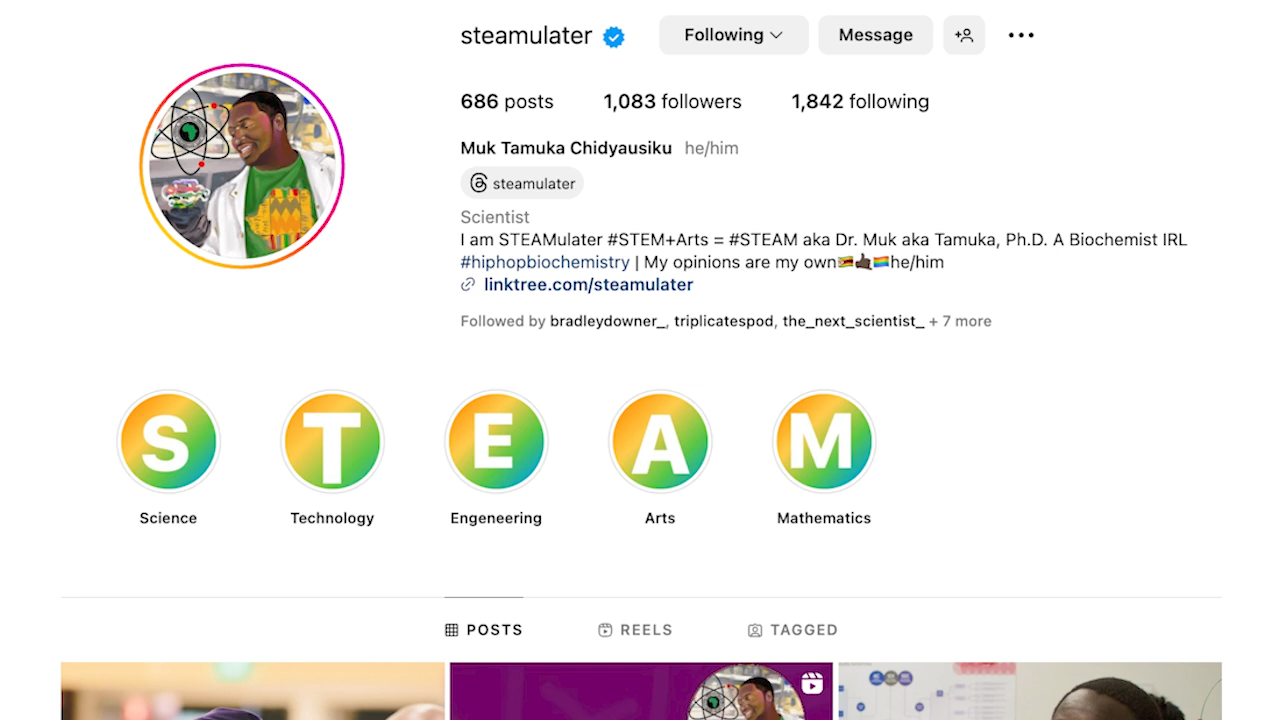 steamulater
Following
Message
686 posts
1,083 followers
1,842 following
Muk Tamuka Chidyausiku he/him
steamulater
Scientist
I am STEAMulater #STEM+Arts = #STEAM aka Dr. Muk aka Tamuka, Ph.D. A Biochemist IRL
#hiphopbiochemistry | My opinions are my own🇿🇼🤙🏿🏳️‍🌈he/him
linktree.com/steamulater
Followed by bradleydowner_, triplicatespod, the_next_scientist_ + 7 more
S
T
E
A
M
Science
Technology
Engeneering
Arts
Mathematics
POSTS
REELS
TAGGED